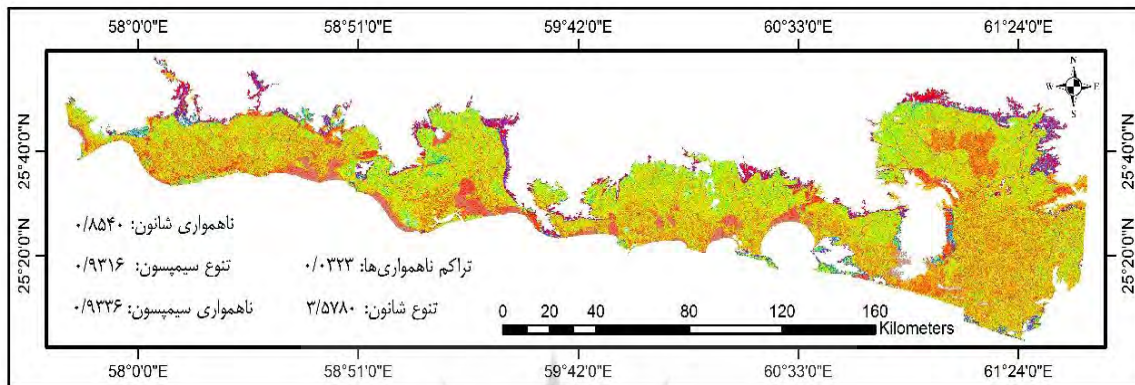 58°0'0"E 58°51'0"E 59°42'0"E 60°33'0"E 61°24'0"E
N
W E
S
25°40'0"N 25°40'0"N
25°20'0"N 25°20'0"N
ناهمواری شانون: ۰/۸۵۴۰
تراکم ناهمواری‌ها: ۰/۰۳۲۳ تنوع سیمپسون: ۰/۹۳۱۶
تنوع شانون: ۳/۵۷۸۰ ناهمواری سیمپسون: ۰/۹۳۳۶
0 20 40 80 120 160
Kilometers
58°0'0"E 58°51'0"E 59°42'0"E 60°33'0"E 61°24'0"E